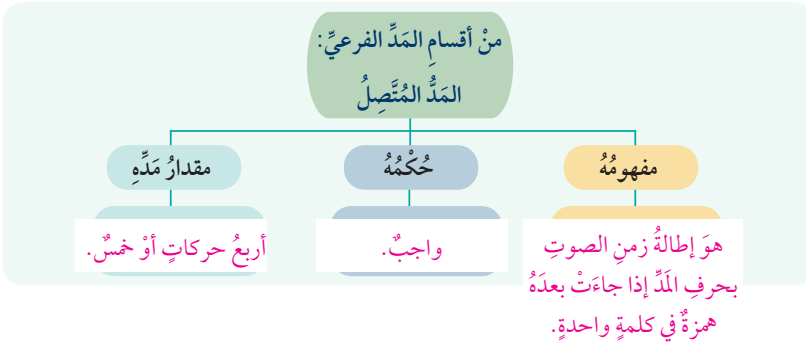 منْ أقسامِ المَدِّ الفرعيِّ:
المَدُّ المُتَّصِلُ
مفهومُهُ
حُكْمُهُ
مقدارُ مَدِّهِ
هوَ إطالةُ زمنِ الصوتِ
بحرفِ المَدِّ إذا جاءَتْ بعدَهُ
همزةٌ في كلمةٍ واحدةٍ.
واجبٌ.
أربعُ حركاتٍ أوْ خمسٌ.